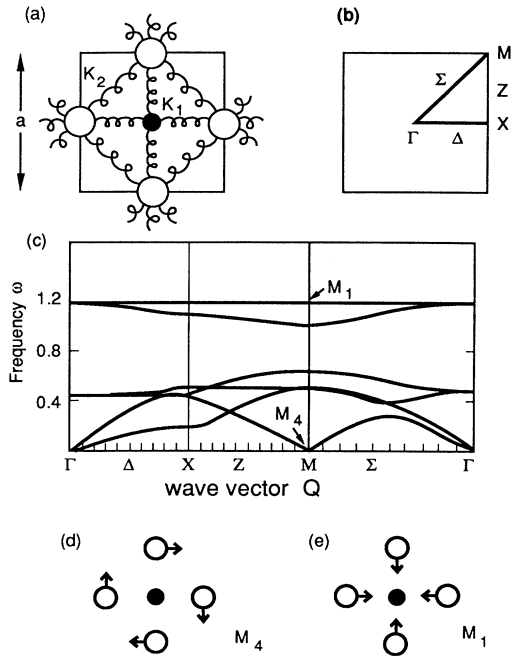 (a)
K2
K1
a
(b)
M
Σ
Z
Γ
Δ
X
(c)
Frequency ω
1.2
0.8
0.4
M1
M4
Γ Δ X Z M Σ Γ
wave vector Q
(d)
M4
(e)
M1